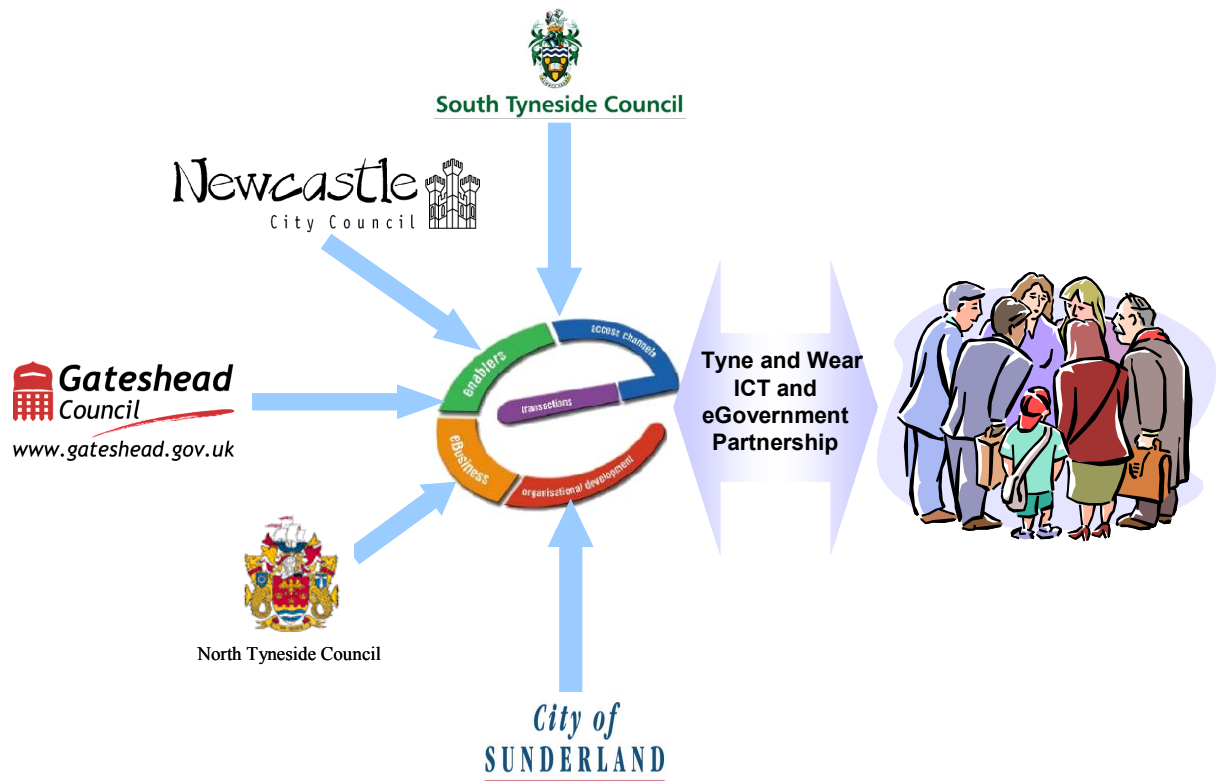 South Tyneside Council
Newcastle
City Council
access channels
enablers
transactions
Tyne and Wear
ICT and
eGovernment
Partnership
Gateshead
Council
www.gateshead.gov.uk
eBusiness
organisational development
North Tyneside Council
City of
SUNDERLAND